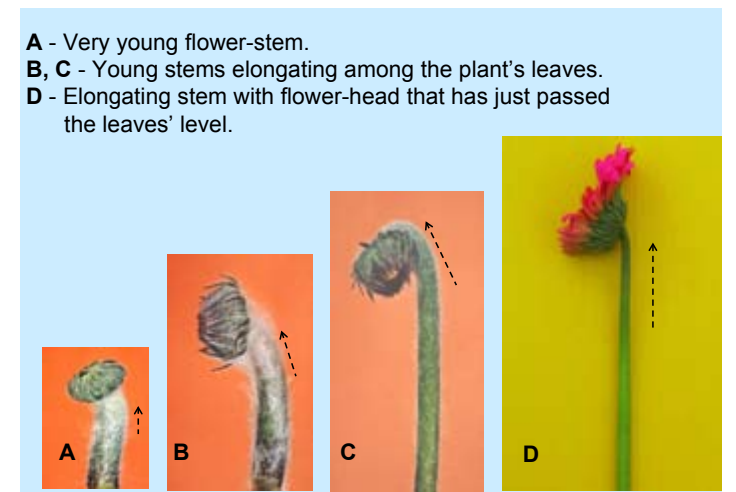 A - Very young flower-stem.
B, C - Young stems elongating among the plant’s leaves.
D - Elongating stem with flower-head that has just passed
the leaves’ level.
A
B
C
D